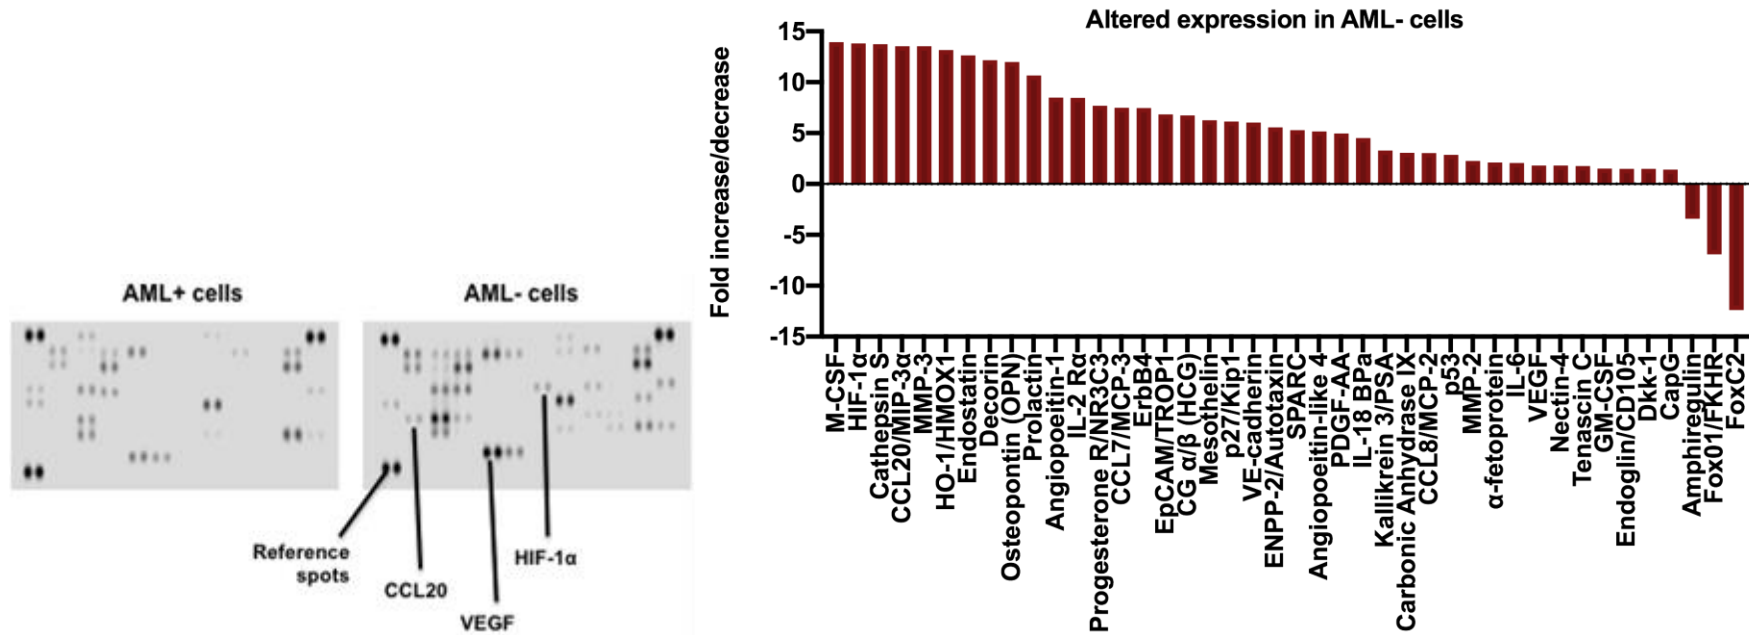 AML+ cells
AML- cells
Reference
spots
CCL20
VEGF
HIF-1α
Altered expression in AML- cells
Fold increase/decrease
15
10
5
0
-5
-10
-15
M-CSF
HIF-1α
Cathepsin S
CCL20/MIP-3α
MMP-3
HO-1/HMOX1
Endostatin
Decorin
Osteopontin (OPN)
Prolactin
Angiopoeitin-1
IL-2 Rα
Progesterone R/NR3C3
CCL7/MCP-3
ErbB4
EpCAM/TROP1
CG α/β (HCG)
Mesothelin
p27/Kip1
VE-cadherin
ENPP-2/Autotaxin
SPARC
Angiopoeitin-like 4
PDGF-AA
IL-18 BPa
Kallikrein 3/PSA
Carbonic Anhydrase IX
CCL8/MCP-2
p53
MMP-2
α-fetoprotein
IL-6
VEGF
Nectin-4
Tenascin C
GM-CSF
Endoglin/CD105
Dkk-1
CapG
Amphiregulin
Fox01/FKHR
FoxC2